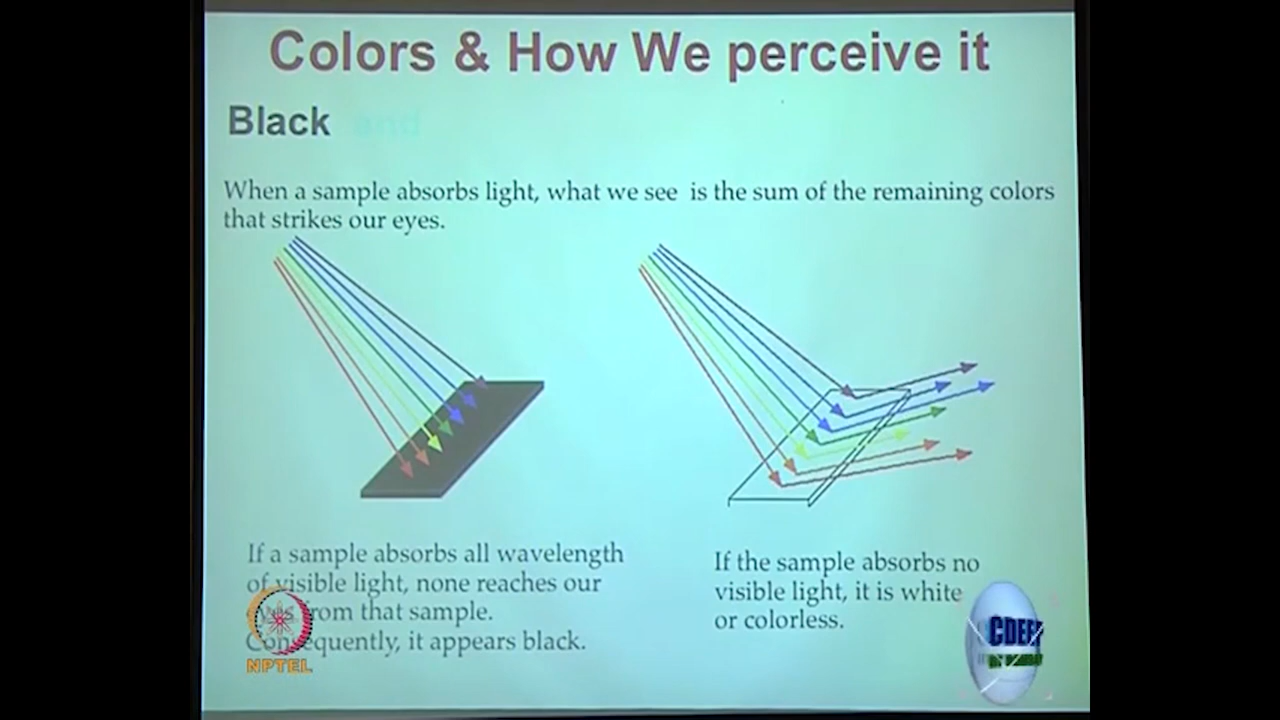 Colors & How We perceive it
Black and
When a sample absorbs light, what we see is the sum of the remaining colors
that strikes our eyes.
If a sample absorbs all wavelength
of visible light, none reaches our
eyes from that sample.
Consequently, it appears black.
If the sample absorbs no
visible light, it is white
or colorless.
NPTEL
CDEEP